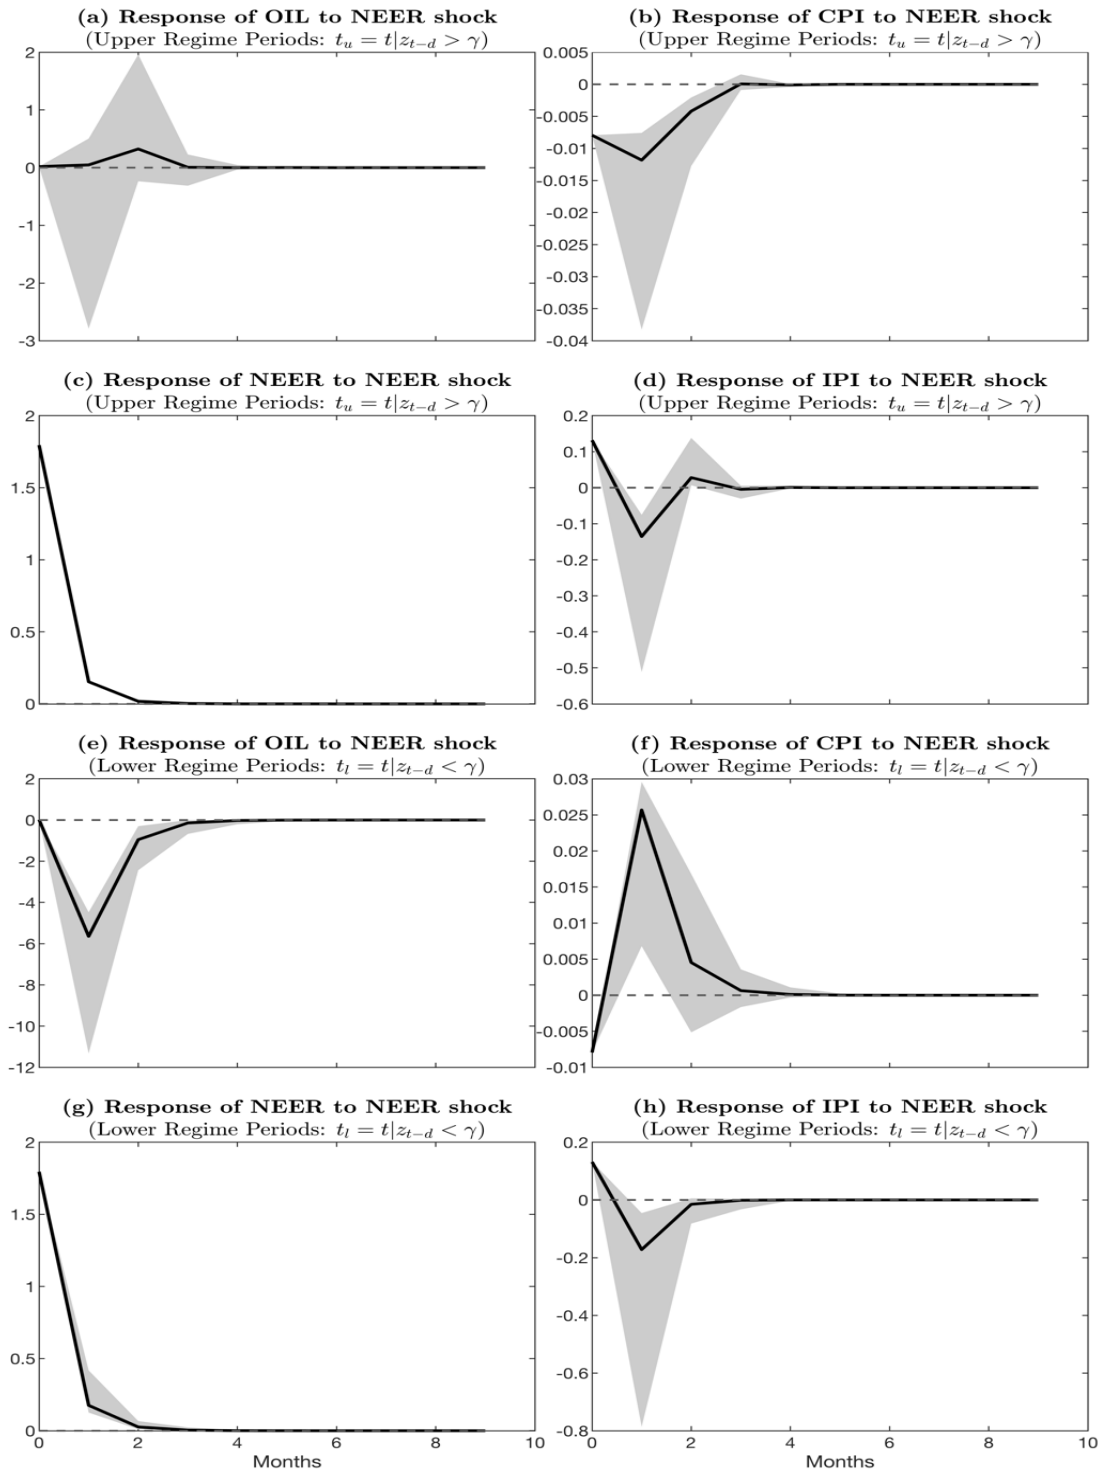 (a) Response of OIL to NEER shock
(Upper Regime Periods: t_u = t|z_{t−d} > γ)
2
1
0
-1
-2
-3
(b) Response of CPI to NEER shock
(Upper Regime Periods: t_u = t|z_{t−d} > γ)
0.005
0
-0.005
-0.01
-0.015
-0.02
-0.025
-0.03
-0.035
-0.04
(c) Response of NEER to NEER shock
(Upper Regime Periods: t_u = t|z_{t−d} > γ)
2
1.5
1
0.5
0
(d) Response of IPI to NEER shock
(Upper Regime Periods: t_u = t|z_{t−d} > γ)
0.2
0.1
0
-0.1
-0.2
-0.3
-0.4
-0.5
-0.6
(e) Response of OIL to NEER shock
(Lower Regime Periods: t_l = t|z_{t−d} < γ)
2
0
-2
-4
-6
-8
-10
-12
(f) Response of CPI to NEER shock
(Lower Regime Periods: t_l = t|z_{t−d} < γ)
0.03
0.025
0.02
0.015
0.01
0.005
0
-0.005
-0.01
(g) Response of NEER to NEER shock
(Lower Regime Periods: t_l = t|z_{t−d} < γ)
2
1.5
1
0.5
0
0 2 4 6 8 10
Months
(h) Response of IPI to NEER shock
(Lower Regime Periods: t_l = t|z_{t−d} < γ)
0.2
0
-0.2
-0.4
-0.6
-0.8
0 2 4 6 8 10
Months